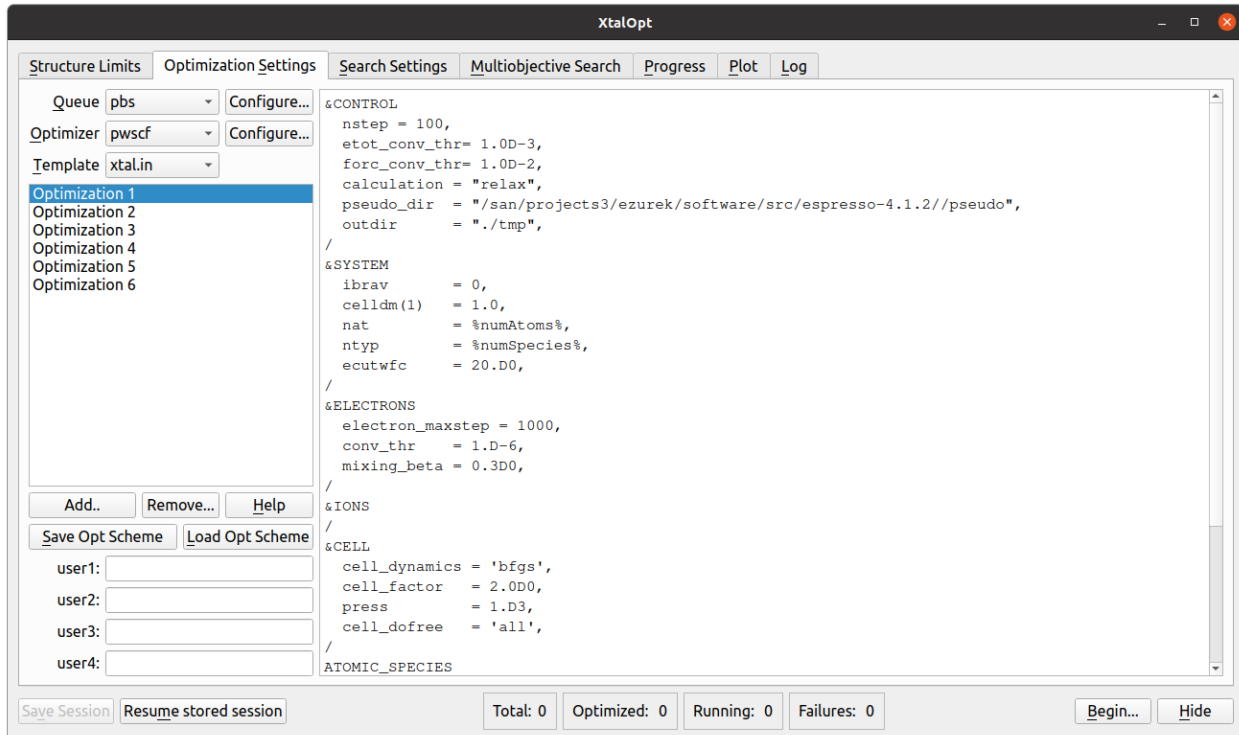 XtalOpt
Structure Limits Optimization Settings Search Settings Multiobjective Search Progress Plot Log
Queue pbs Configure...
Optimizer pwscf Configure...
Template xtal.in
Optimization 1
Optimization 2
Optimization 3
Optimization 4
Optimization 5
Optimization 6
Add.. Remove... Help
Save Opt Scheme Load Opt Scheme
user1:
user2:
user3:
user4:
&CONTROL
nstep = 100,
etot_conv_thr= 1.0D-3,
forc_conv_thr= 1.0D-2,
calculation = "relax",
pseudo_dir = "/san/projects3/ezurek/software/src/espresso-4.1.2//pseudo",
outdir = "./tmp",
/
&SYSTEM
ibrav = 0,
celldm(1) = 1.0,
nat = %numAtoms%,
ntyp = %numSpecies%,
ecutwfc = 20.D0,
/
&ELECTRONS
electron_maxstep = 1000,
conv_thr = 1.D-6,
mixing_beta = 0.3D0,
/
&IONS
/
&CELL
cell_dynamics = 'bfgs',
cell_factor = 2.0D0,
press = 1.D3,
cell_dofree = 'all',
/
ATOMIC_SPECIES
Save Session Resume stored session Total: 0 Optimized: 0 Running: 0 Failures: 0 Begin... Hide